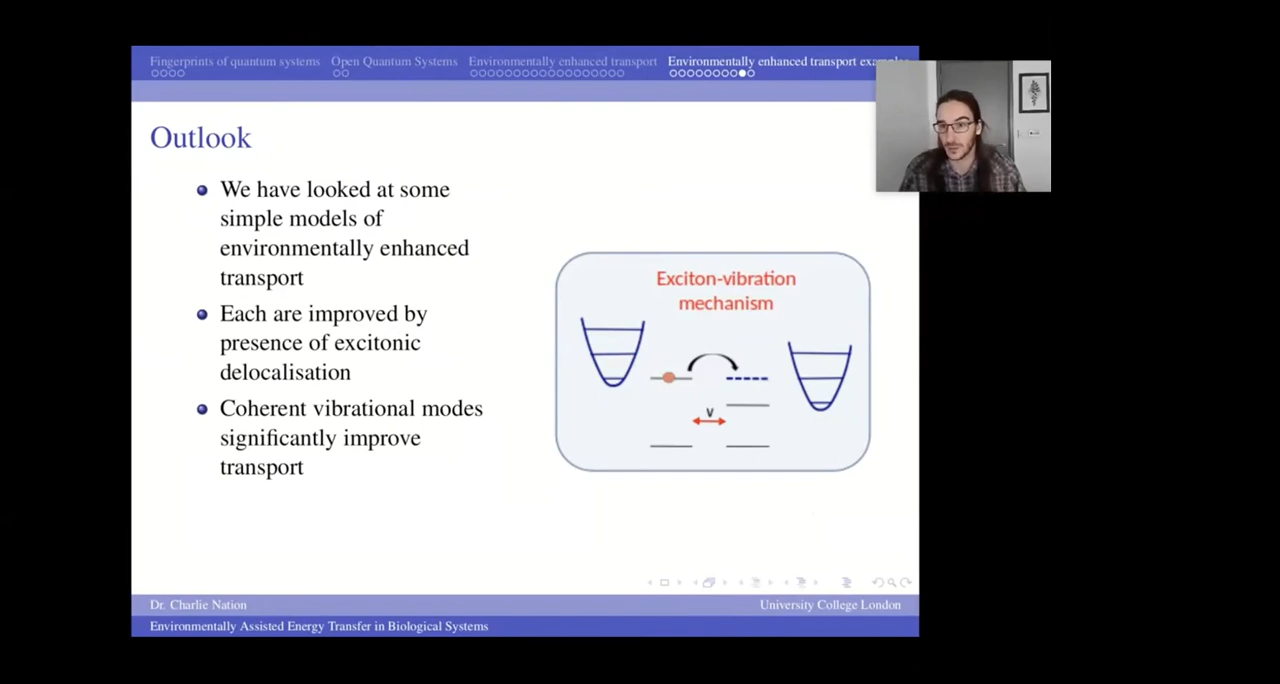 Fingerprints of quantum systems Open Quantum Systems Environmentally enhanced transport Environmentally enhanced transport
Outlook
We have looked at some
simple models of
environmentally enhanced
transport
Each are improved by
presence of excitonic
delocalisation
Coherent vibrational modes
significantly improve
transport
Exciton-vibration
mechanism
V
Dr. Charlie Nation University College London
Environmentally Assisted Energy Transfer in Biological Systems